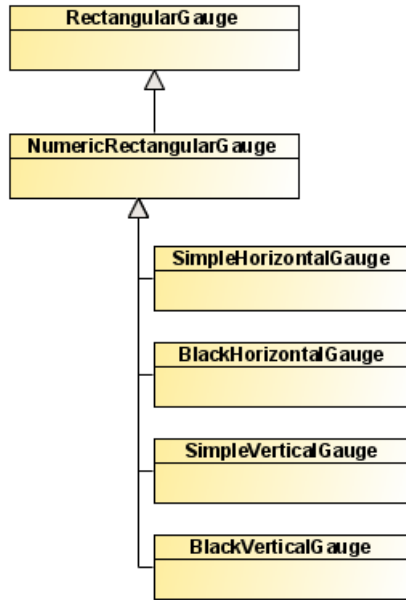 RectangularGauge
NumericRectangularGauge
SimpleHorizontalGauge
BlackHorizontalGauge
SimpleVerticalGauge
BlackVerticalGauge